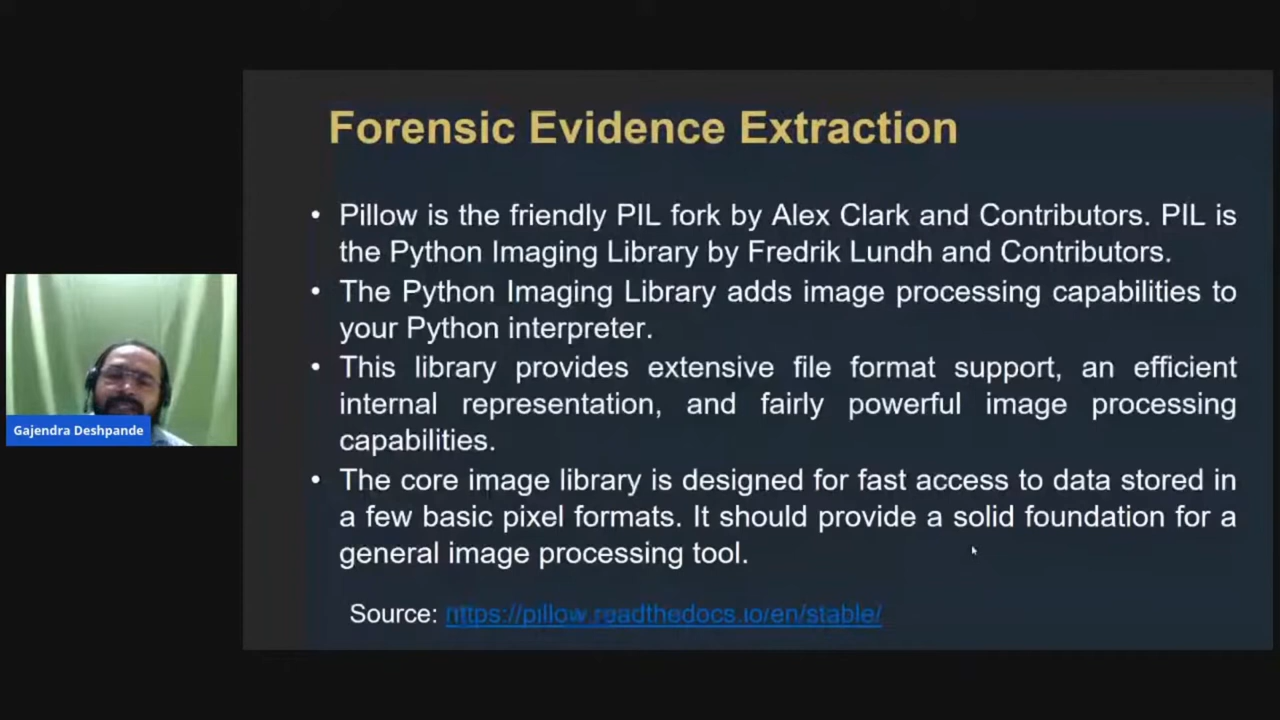 Forensic Evidence Extraction
• Pillow is the friendly PIL fork by Alex Clark and Contributors. PIL is
the Python Imaging Library by Fredrik Lundh and Contributors.
• The Python Imaging Library adds image processing capabilities to
your Python interpreter.
• This library provides extensive file format support, an efficient
internal representation, and fairly powerful image processing
capabilities.
• The core image library is designed for fast access to data stored in
a few basic pixel formats. It should provide a solid foundation for a
general image processing tool.
Source: https://pillow.readthedocs.io/en/stable/
Gajendra Deshpande